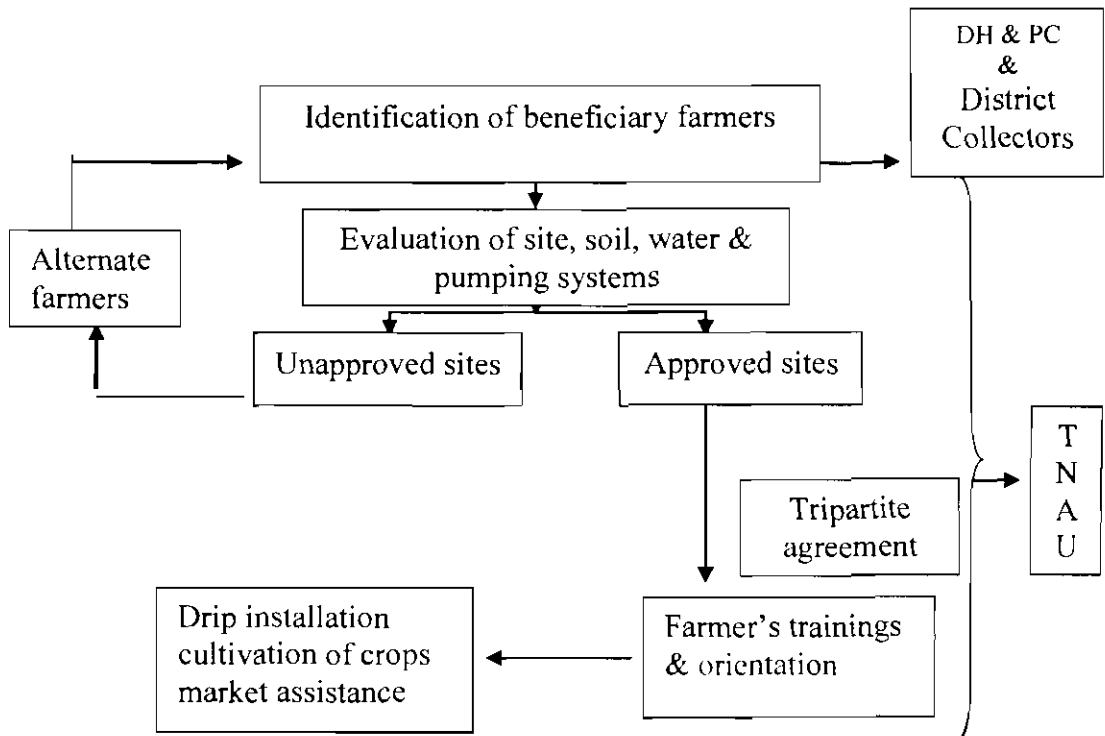 DH & PC
&
District
Collectors
Identification of beneficiary farmers
Evaluation of site, soil, water &
pumping systems
Alternate
farmers
Unapproved sites
Approved sites
T
N
A
U
Tripartite
agreement
Drip installation
cultivation of crops
market assistance
Farmer's trainings
& orientation